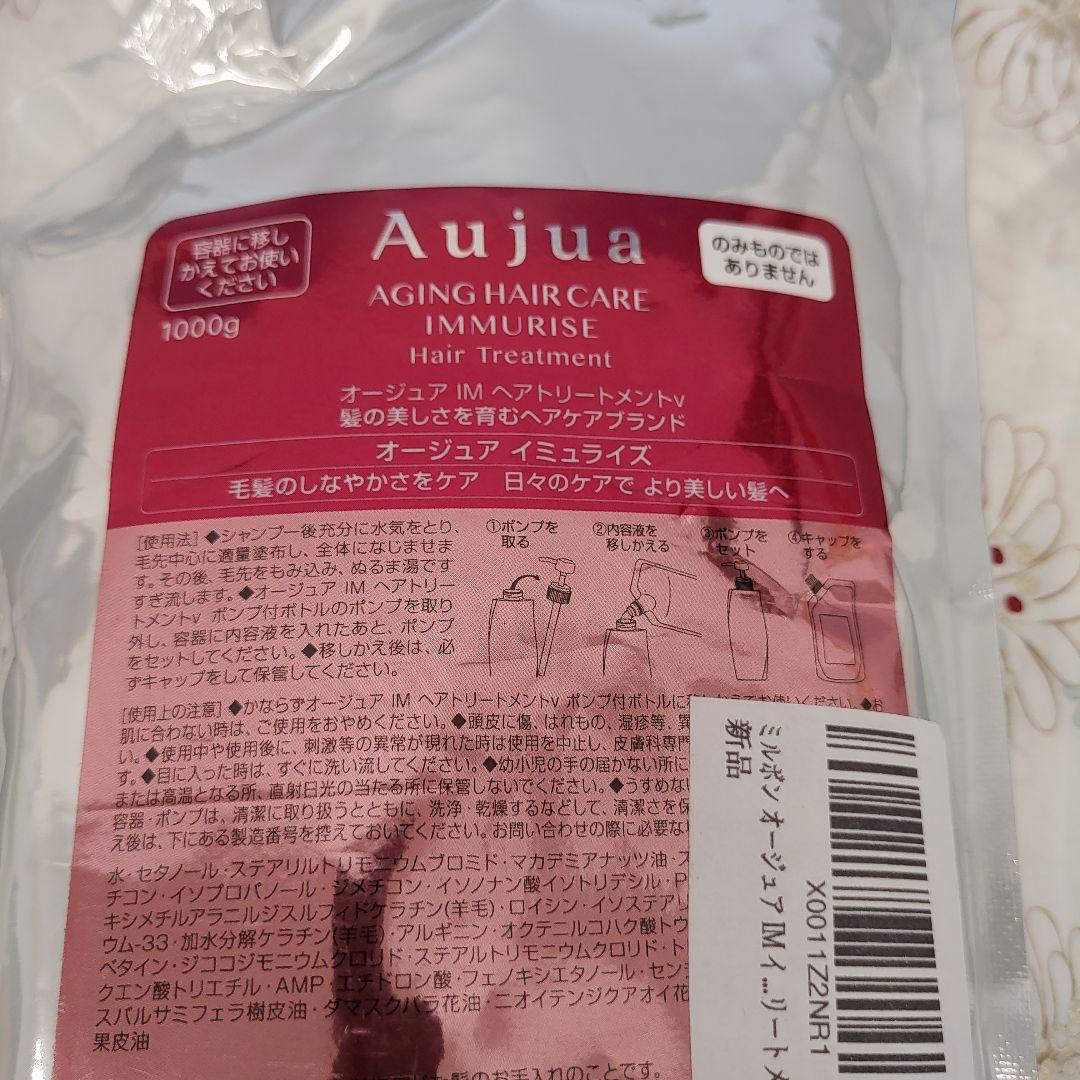 容器に移し
かえてお使い
ください
1000g
Aujua
AGING HAIR CARE
IMMURISE
Hair Treatment
のみものでは
ありません
オージュア IM ヘアトリートメントv
髪の美しさを育むヘアケアブランド
オージュア イミュライズ
毛髪のしなやかさをケア 日々のケアで より美しい髪へ
[使用法] ◆シャンプー後充分に水気をとり、
毛先中心に適量塗布し、全体になじませま
す。その後、毛先をもみ込み、ぬるま湯です
すぎ流します。◆オージュア IM ヘアトリー
トメントv ポンプ付ボトルのポンプを取り
外し、容器に内容液を入れたあと、ポンプ
をセットしてください。◆移しかえ後は、必
ずキャップをして保管してください。
①ポンプを
取る
②内容液を
移しかえる
③ポンプを
セット
④キャップを
する
[使用上の注意] ◆かならずオージュア IM ヘアトリートメントv ポンプ付ボトルに
肌に合わない時は、ご使用をおやめください。◆頭皮に傷、はれもの、湿疹等、異
い。◆使用中や使用後に、刺激等の異常が現れた時は使用を中止し、皮膚科専門
す。◆目に入った時は、すぐに洗い流してください。◆幼小児の手の届かない所に
または高温となる所、直射日光の当たる所に保管しないでください。◆うすめな
容器・ポンプは、清潔に取り扱うとともに、洗浄・乾燥するなどして、清潔さを保
え後は、下にある製造番号を控えておいてください。お問い合わせの際に必要な
水・セタノール・ステアリルトリモニウムブロミド・マカデミアナッツ油・ス
チコン・イソプロパノール・ジメチコン・イソノナン酸イソトリデシル・P
キシメチルアラニルジスルフィドケラチン(羊毛)・ロイシン・イソステアリ
ウム-33・加水分解ケラチン(羊毛)・アルギニン・オクテニルコハク酸トウ
ベタイン・ジココジモニウムクロリド・ステアルトリモニウムクロリド・ト
クエン酸トリエチル・AMP・エチドロン酸・フェノキシエタノール・セン
スバルサミフェラ樹皮油・ダマスクバラ花油・ニオイテンジクアオイ花
果皮油
髪のお手入れのことです。
X0011Z2NR1
ミルボン オージュア IM イ...リートメ
新品